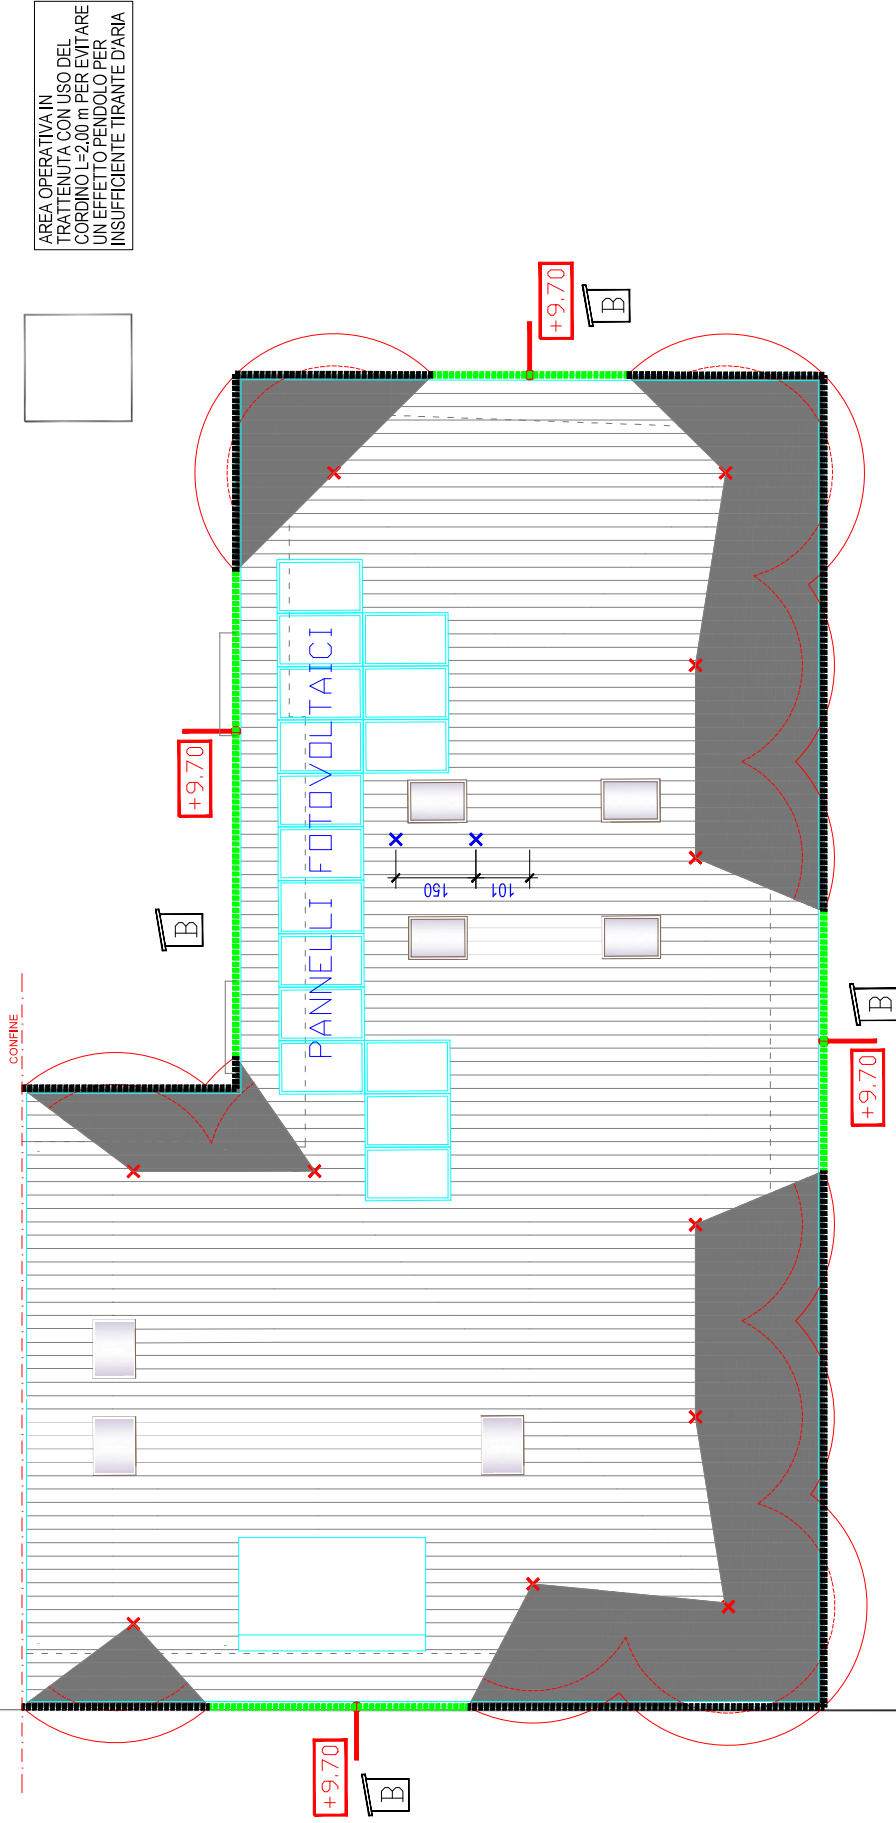 AREA OPERATIVA IN
TRATTENUTA CON USO DEL
CORDINO L=2,00 m PER EVITARE
UN EFFETTO PENDOLO PER
INSUFFICIENTE TIRANTE D'ARIA
+9.70
B
+9.70
B
PANNELLI FOTOVOLTAICI
150
101
CONFINE
+9.70
B
+9.70
B